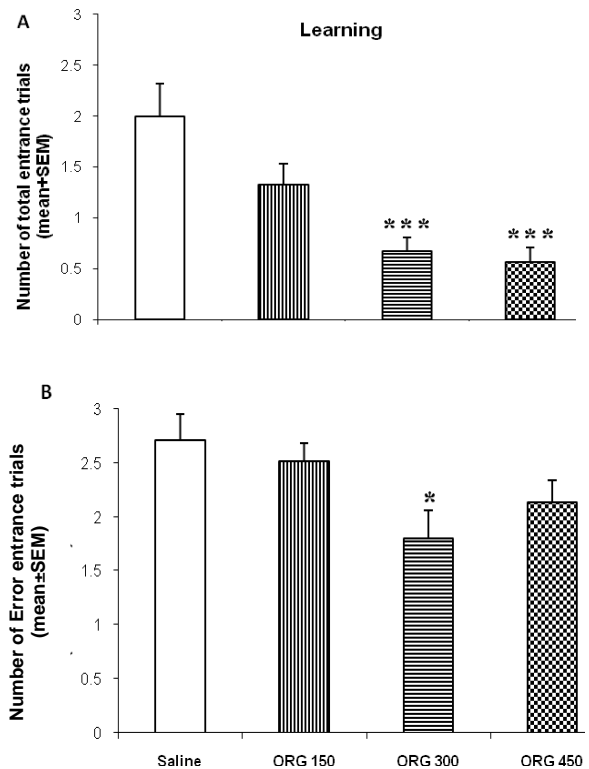 A
Learning
Number of total entrance trials
(mean+SEM)
3
2.5
2
1.5
1
0.5
0
***
***
B
Number of Error entrance trials
(mean±SEM)
3
2.5
2
1.5
1
0.5
0
*
Saline ORG 150 ORG 300 ORG 450